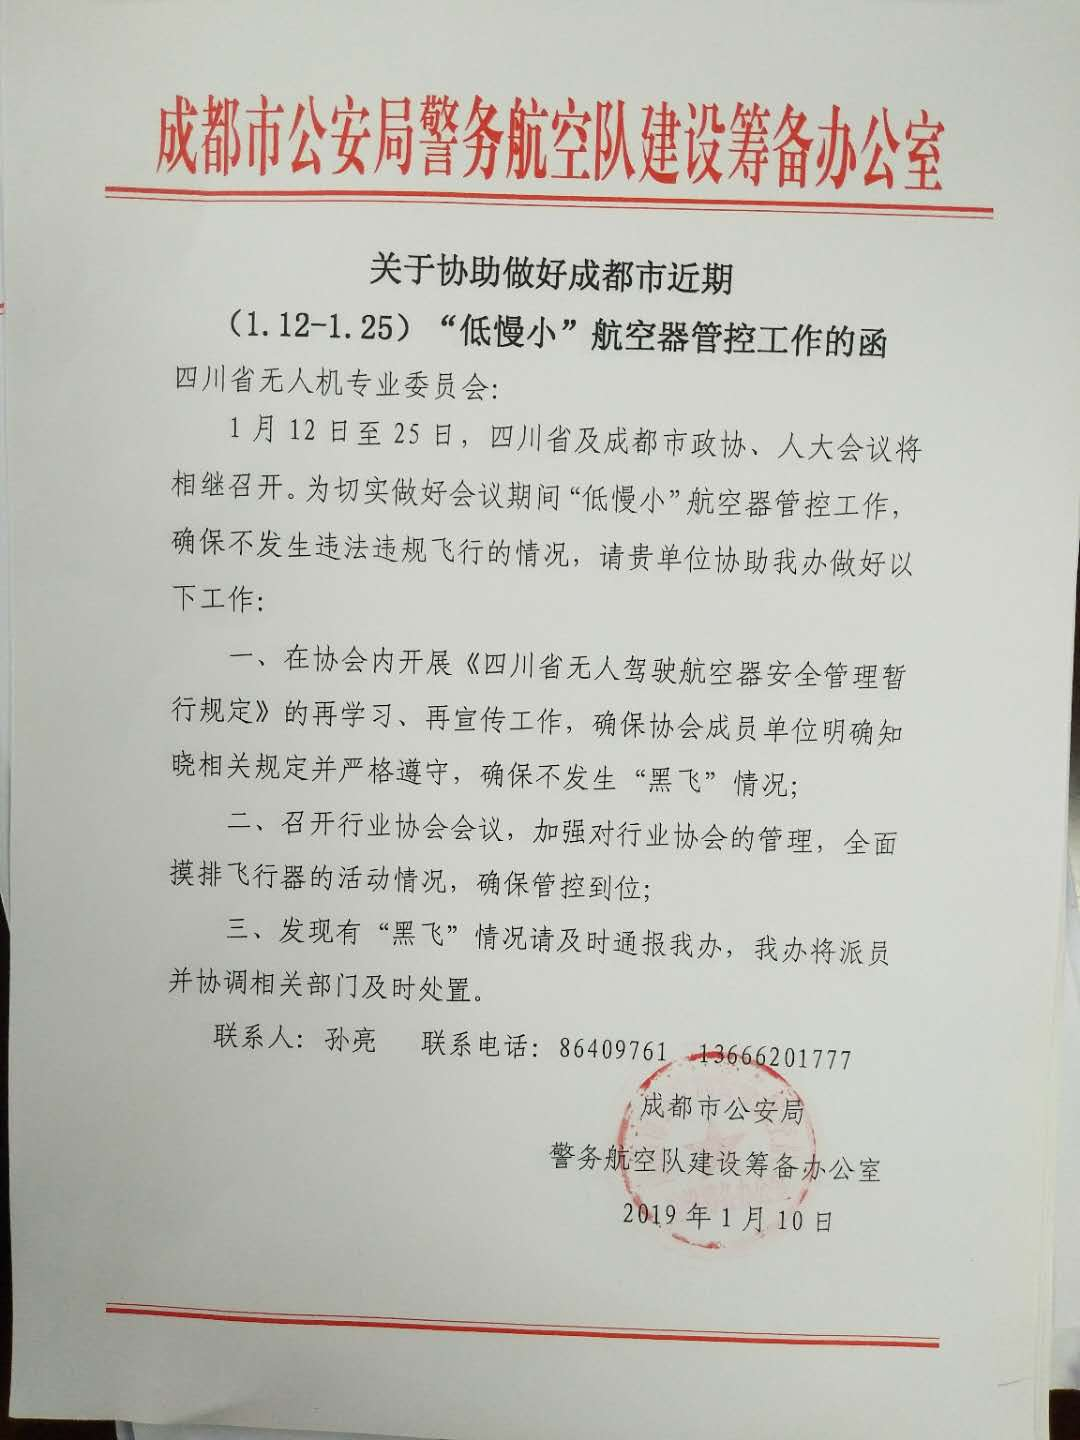 成都市公安局警务航空队建设筹备办公室
关于协助做好成都市近期
（1.12-1.25）“低慢小”航空器管控工作的函
四川省无人机专业委员会：
1月12日至25日，四川省及成都市政协、人大会议将
相继召开。为切实做好会议期间“低慢小”航空器管控工作，
确保不发生违法违规飞行的情况，请贵单位协助我办做好以
下工作：
一、在协会内开展《四川省无人驾驶航空器安全管理暂
行规定》的再学习、再宣传工作，确保协会成员单位明确知
晓相关规定并严格遵守，确保不发生“黑飞”情况；
二、召开行业协会会议，加强对行业协会的管理，全面
摸排飞行器的活动情况，确保管控到位；
三、发现有“黑飞”情况请及时通报我办，我办将派员
并协调相关部门及时处置。
联系人：孙亮 联系电话：86409761 13666201777
成都市公安局
警务航空队建设筹备办公室
2019年1月10日